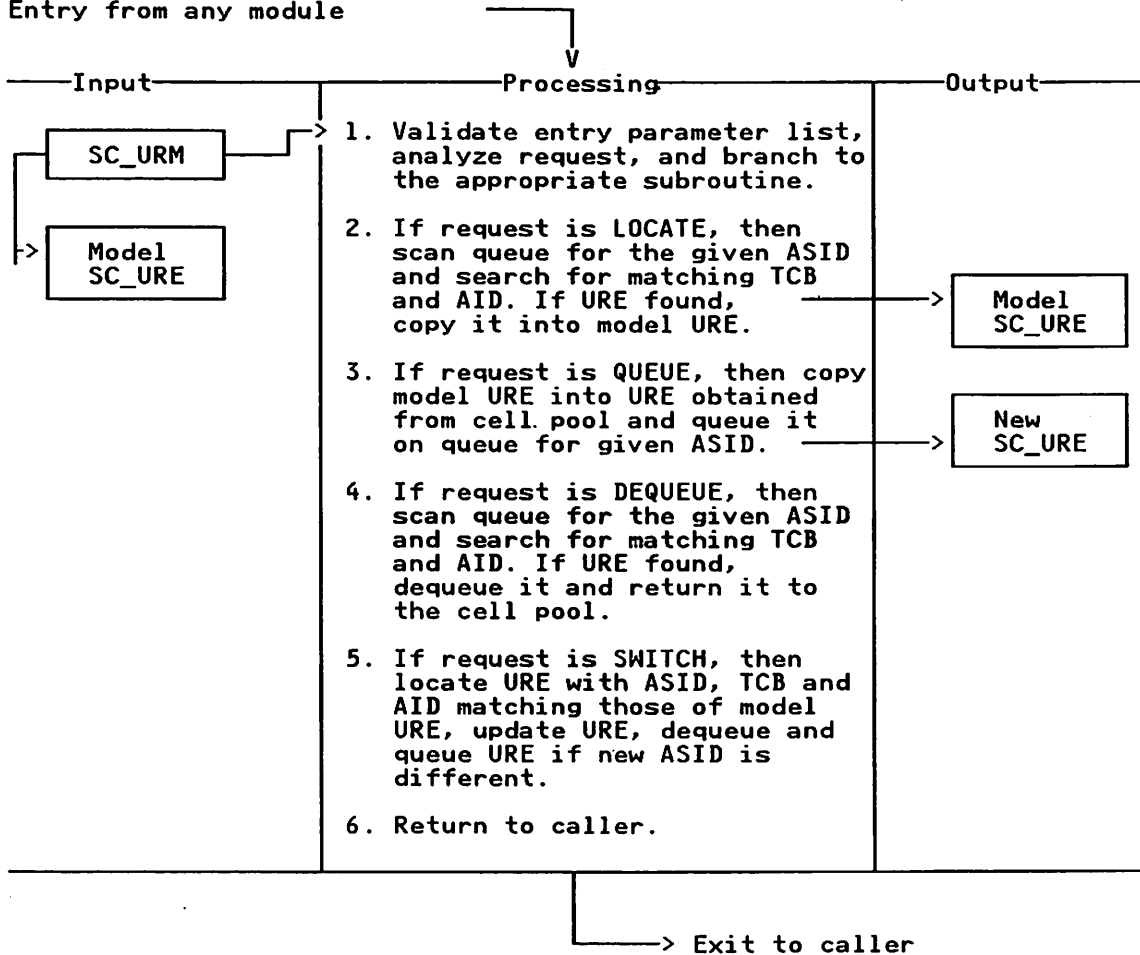 Entry from any module
Input
Processing
Output
SC_URM
Model
SC_URE
1. Validate entry parameter list,
analyze request, and branch to
the appropriate subroutine.
2. If request is LOCATE, then
scan queue for the given ASID
and search for matching TCB
and AID. If URE found,
copy it into model URE.
Model
SC_URE
3. If request is QUEUE, then copy
model URE into URE obtained
from cell pool and queue it
on queue for given ASID.
New
SC_URE
4. If request is DEQUEUE, then
scan queue for the given ASID
and search for matching TCB
and AID. If URE found,
dequeue it and return it to
the cell pool.
5. If request is SWITCH, then
locate URE with ASID, TCB and
AID matching those of model
URE, update URE, dequeue and
queue URE if new ASID is
different.
6. Return to caller.
Exit to caller